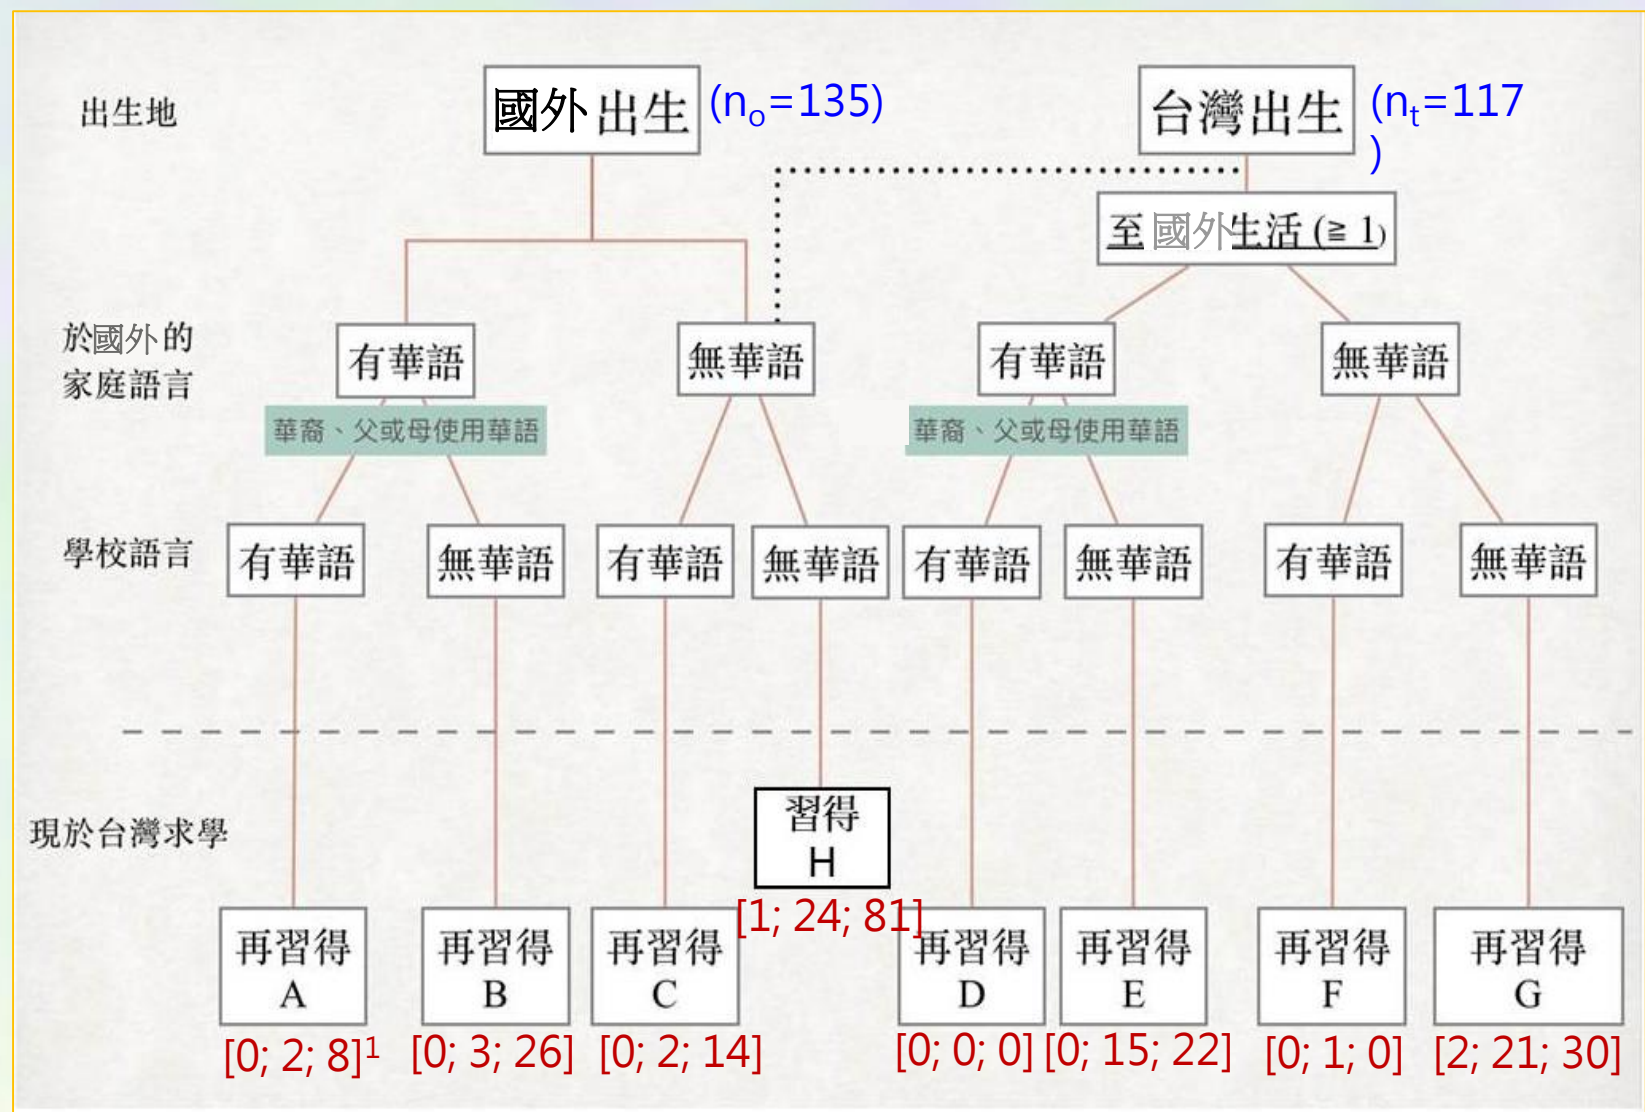 出生地
國外出生
(nₒ=135)
台灣出生
(nₜ=117
)
至國外生活 (≧ 1)
於國外的
家庭語言
有華語
無華語
有華語
無華語
華裔、父或母使用華語
華裔、父或母使用華語
學校語言
有華語
無華語
有華語
無華語
有華語
無華語
有華語
無華語
現於台灣求學
習得
H
[1; 24; 81]
再習得
A
[0; 2; 8]¹
再習得
B
[0; 3; 26]
再習得
C
[0; 2; 14]
再習得
D
[0; 0; 0]
再習得
E
[0; 15; 22]
再習得
F
[0; 1; 0]
再習得
G
[2; 21; 30]